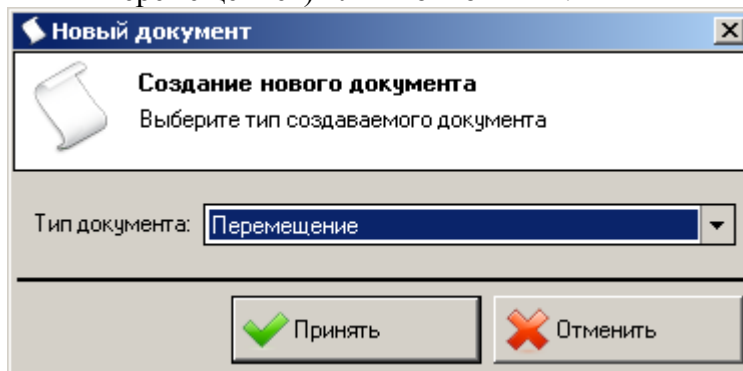 Новый документ
Создание нового документа
Выберите тип создаваемого документа
Тип документа: Перемещение
Принять Отменить